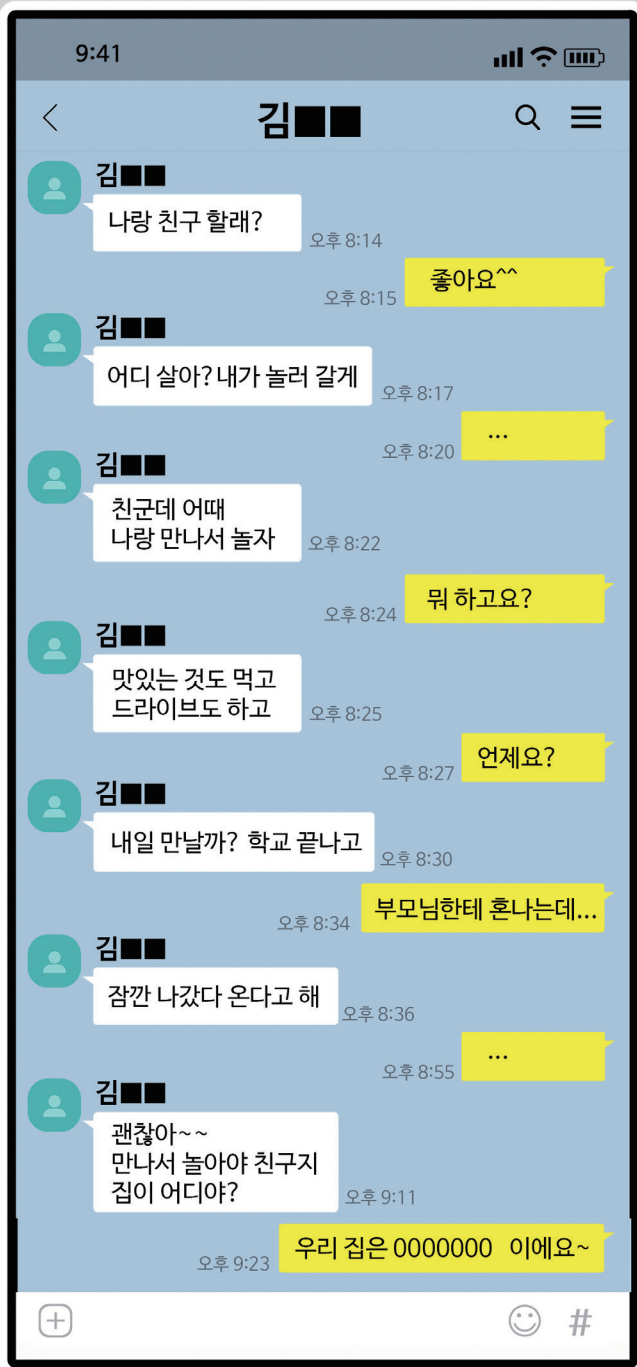 9:41
김■■
김■■
나랑 친구 할래?
오후 8:14
좋아요^^
오후 8:15
김■■
어디 살아? 내가 놀러 갈게
오후 8:17
...
오후 8:20
김■■
친군데 어때
나랑 만나서 놀자
오후 8:22
뭐 하고요?
오후 8:24
김■■
맛있는 것도 먹고
드라이브도 하고
오후 8:25
언제요?
오후 8:27
김■■
내일 만날까? 학교 끝나고
오후 8:30
부모님한테 혼나는데...
오후 8:34
김■■
잠깐 나갔다 온다고 해
오후 8:36
...
오후 8:55
김■■
괜찮아~~
만나서 놀아야 친구지
집이 어디야?
오후 9:11
우리 집은 0000000 이에요~
오후 9:23
#